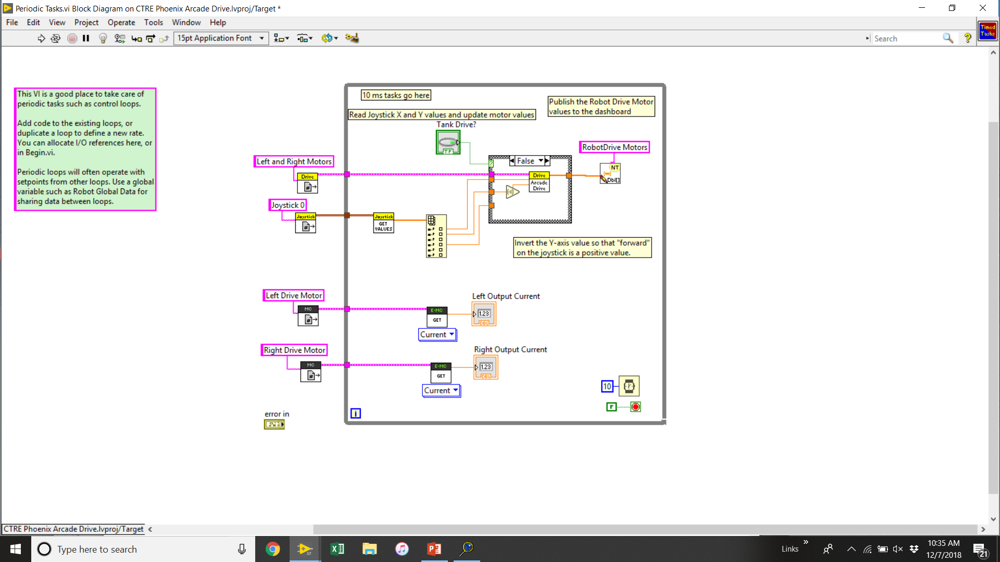 Periodic Tasks.vi Block Diagram on CTRE Phoenix Arcade Drive.lvproj/Target *
File Edit View Project Operate Tools Window Help
15pt Application Font
Search
Timed
Tasks
This VI is a good place to take care of
periodic tasks such as control loops.
Add code to the existing loops, or
duplicate a loop to define a new rate.
You can allocate I/O references here, or
in Begin.vi.
Periodic loops will often operate with
setpoints from other loops. Use a global
variable such as Robot Global Data for
sharing data between loops.
10 ms tasks go here
Read Joystick X and Y values and update motor values
Publish the Robot Drive Motor
values to the dashboard
Tank Drive?
TF
RobotDrive Motors
NT
Dbl[]
Left and Right Motors
Drive
#
?
False
Drive
Arcade
Drive
-x
Joystick 0
Joystick
#
Joystick
GET
VALUES
Invert the Y-axis value so that "forward"
on the joystick is a positive value.
Left Drive Motor
MC
#
E-MC
GET
Current
Left Output Current
1.23
DBL
Right Drive Motor
MC
#
E-MC
GET
Current
Right Output Current
1.23
DBL
10
F
i
error in
CTRE Phoenix Arcade Drive.lvproj/Target
Type here to search
17
Links
10:35 AM
12/7/2018
21